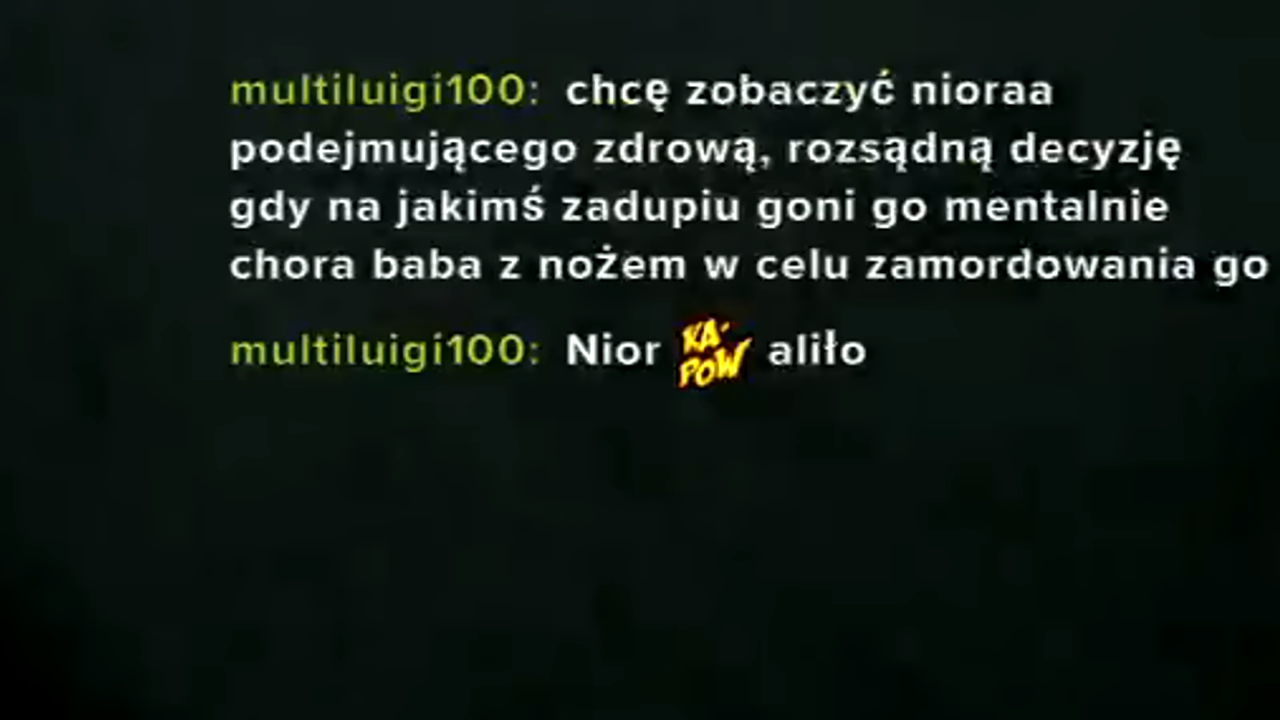 multiluigi100: chcę zobaczyć nioraa
podejmującego zdrową, rozsądną decyzję
gdy na jakimś zadupiu goni go mentalnie
chora baba z nożem w celu zamordowania go
multiluigi100: Nior KA-POW aliło